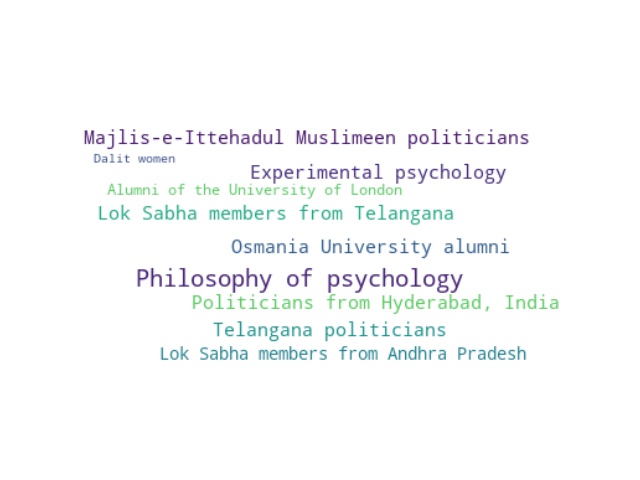 Majlis-e-Ittehadul Muslimeen politicians
Dalit women
Experimental psychology
Alumni of the University of London
Lok Sabha members from Telangana
Osmania University alumni
Philosophy of psychology
Politicians from Hyderabad, India
Telangana politicians
Lok Sabha members from Andhra Pradesh